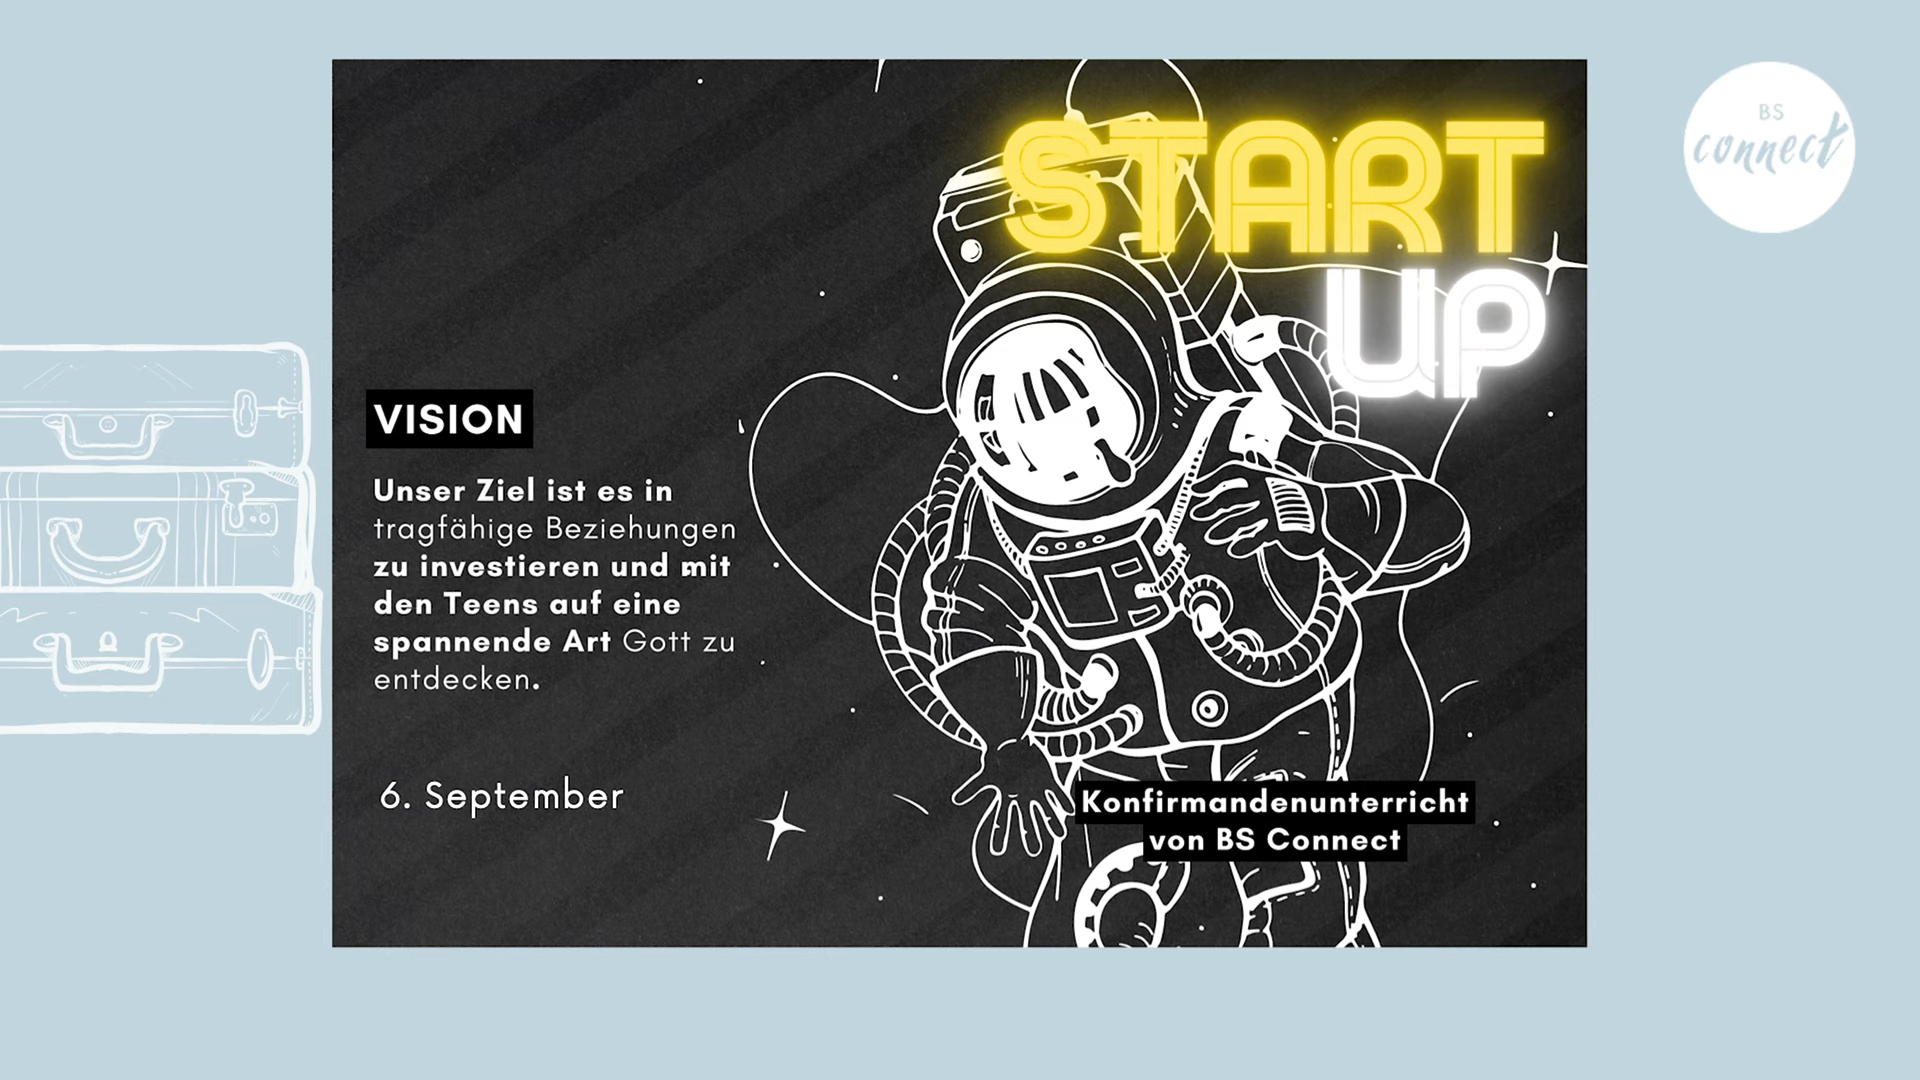 START
UP
BS
connect
VISION
Unser Ziel ist es in
tragfähige Beziehungen
zu investieren und mit
den Teens auf eine
spannende Art Gott zu
entdecken.
6. September
Konfirmandenunterricht
von BS Connect